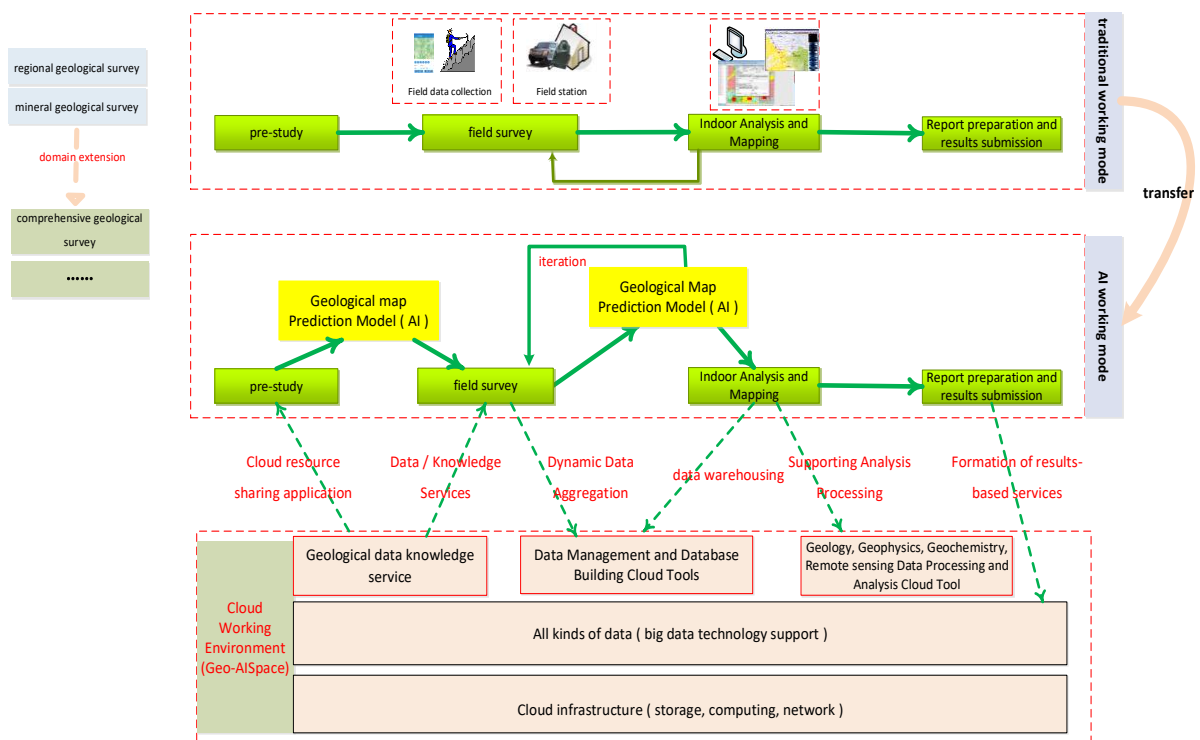 regional geological survey
mineral geological survey
domain extension
comprehensive geological
survey
......
Field data collection
Field station
pre-study
field survey
Indoor Analysis and
Mapping
Report preparation and
results submission
traditional working mode
transfer
iteration
Geological map
Prediction Model ( AI )
Geological Map
Prediction Model ( AI )
pre-study
field survey
Indoor Analysis and
Mapping
Report preparation and
results submission
AI working mode
Cloud resource
sharing application
Data / Knowledge
Services
Dynamic Data
Aggregation
data warehousing
Supporting Analysis
Processing
Formation of results-
based services
Cloud
Working
Environment
(Geo-AISpace)
Geological data knowledge
service
Data Management and Database
Building Cloud Tools
Geology, Geophysics, Geochemistry,
Remote sensing Data Processing and
Analysis Cloud Tool
All kinds of data ( big data technology support )
Cloud infrastructure ( storage, computing, network )